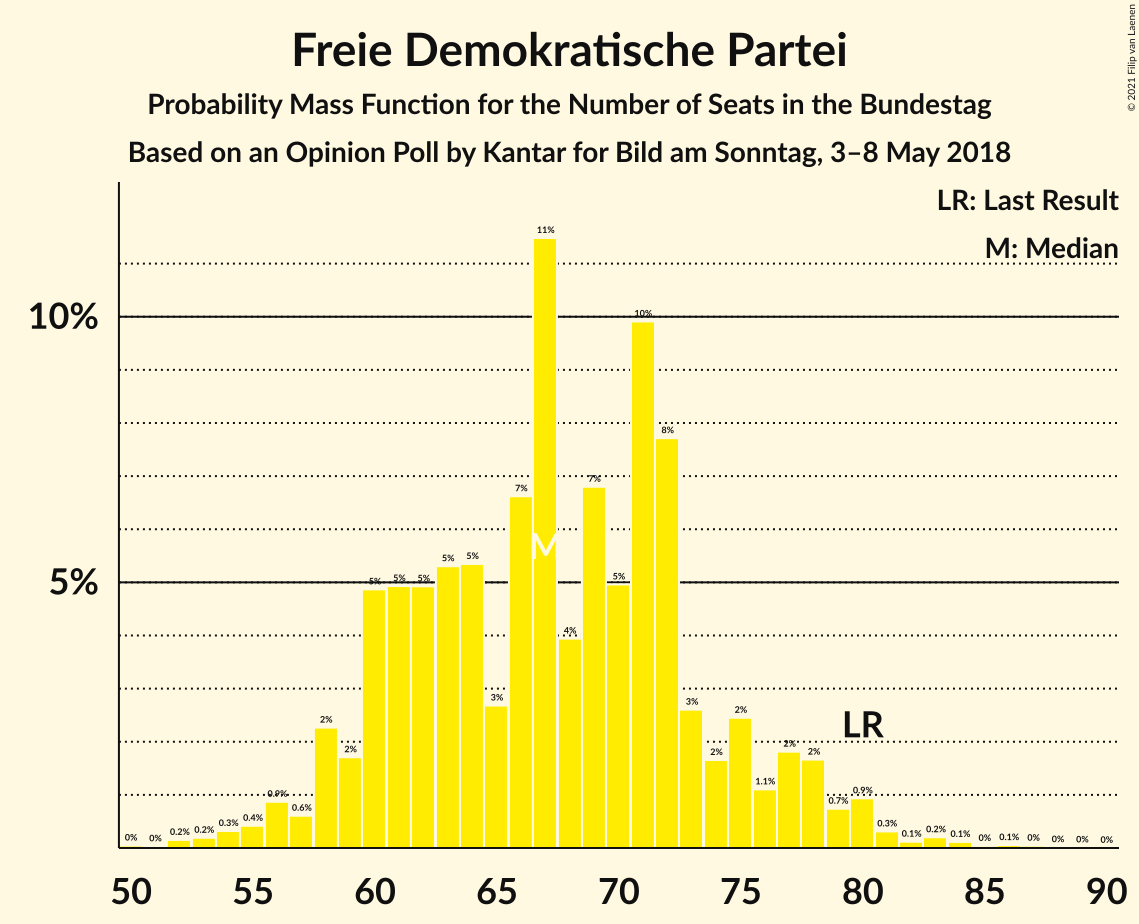 Freie Demokratische Partei
Probability Mass Function for the Number of Seats in the Bundestag
Based on an Opinion Poll by Kantar for Bild am Sonntag, 3–8 May 2018
© 2021 Filip van Laenen
LR: Last Result
M: Median
10%
5%
0% 0% 0.2% 0.2% 0.3% 0.4% 0.9% 0.6% 2% 2% 5% 5% 5% 5% 5% 3% 7% 11% 4% 7% 5% 10% 8% 3% 2% 2% 1.1% 2% 2% 0.7% 0.9% 0.3% 0.1% 0.2% 0.1% 0% 0.1% 0% 0% 0% 0%
M
LR
50 55 60 65 70 75 80 85 90